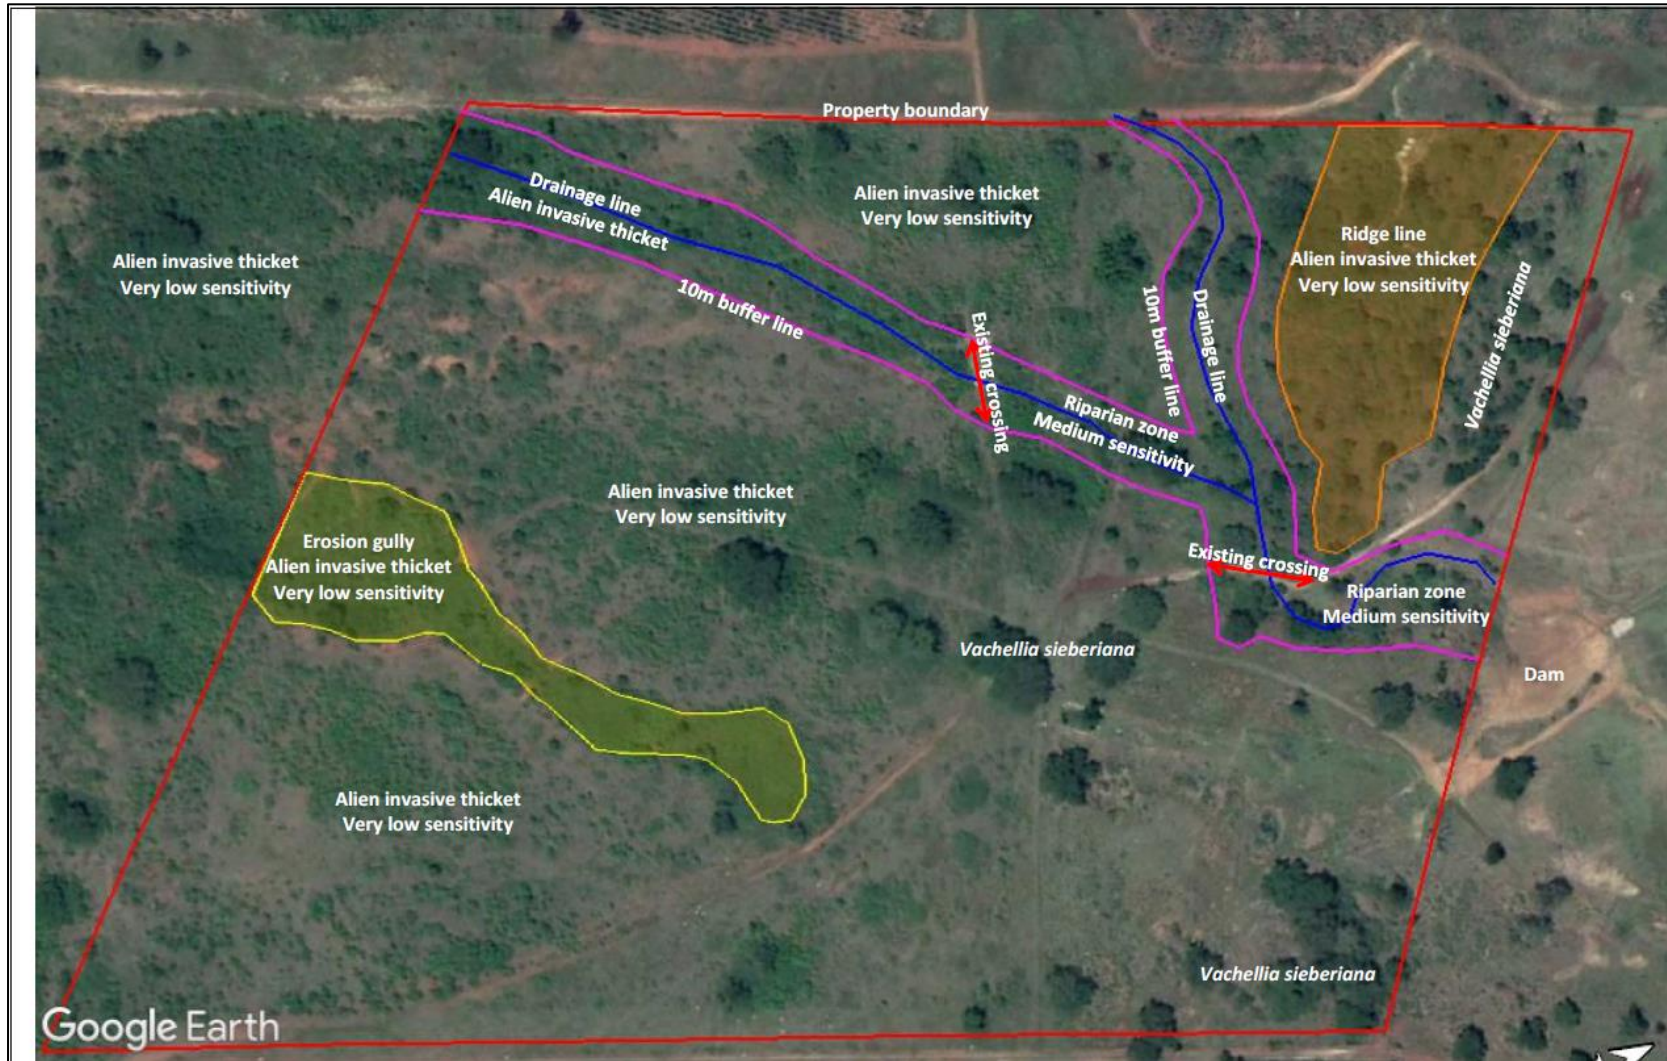 Property boundary
Drainage line
Alien invasive thicket
Alien invasive thicket
Very low sensitivity
Ridge line
Alien invasive thicket
Very low sensitivity
Alien invasive thicket
Very low sensitivity
10m buffer line
10m buffer line
Drainage line
Vachellia sieberiana
Existing crossing
Riparian zone
Medium sensitivity
Alien invasive thicket
Very low sensitivity
Erosion gully
Alien invasive thicket
Very low sensitivity
Existing crossing
Riparian zone
Medium sensitivity
Vachellia sieberiana
Dam
Alien invasive thicket
Very low sensitivity
Vachellia sieberiana
Google Earth